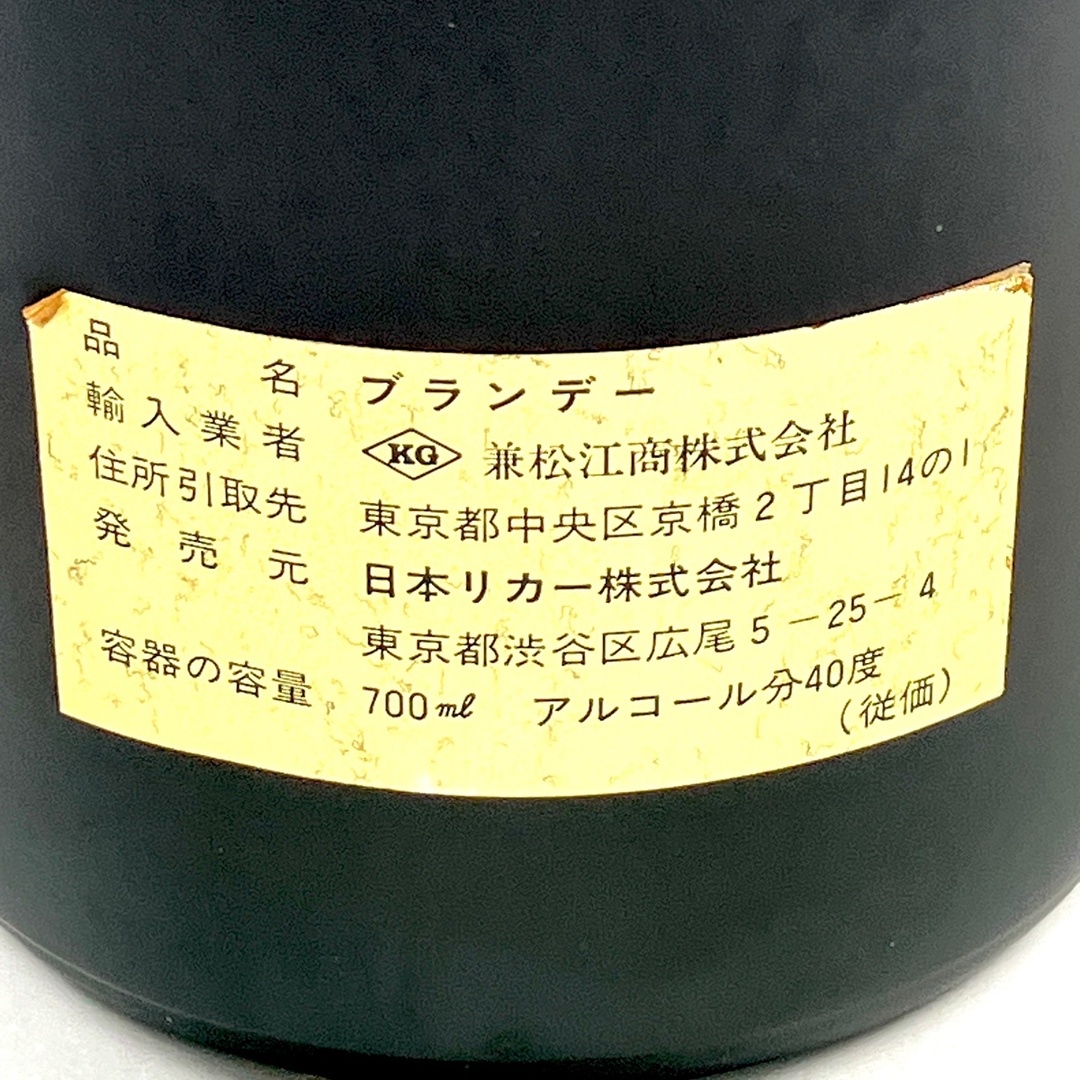 品名 ブランデー
輸入業者 KG 兼松江商株式会社
住所引取先 東京都中央区京橋2丁目14の1
発売元 日本リカー株式会社
東京都渋谷区広尾5-25-4
容器の容量 700ml アルコール分40度
(従価)